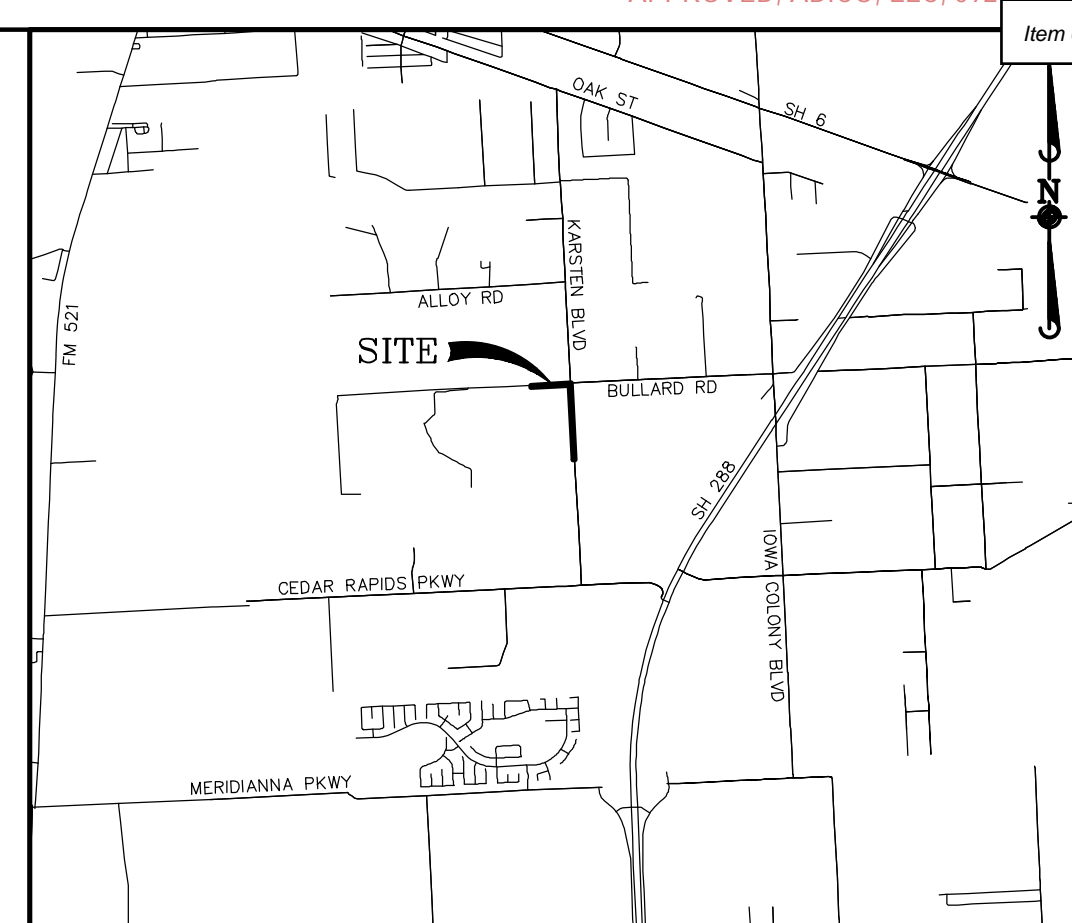 Item
OAK ST
SH 6
N
KARSTEN BLVD
ALLOY RD
FM 521
SITE
BULLARD RD
SH 288
IOWA COLONY BLVD
CEDAR RAPIDS PKWY
MERIDIANNA PKWY